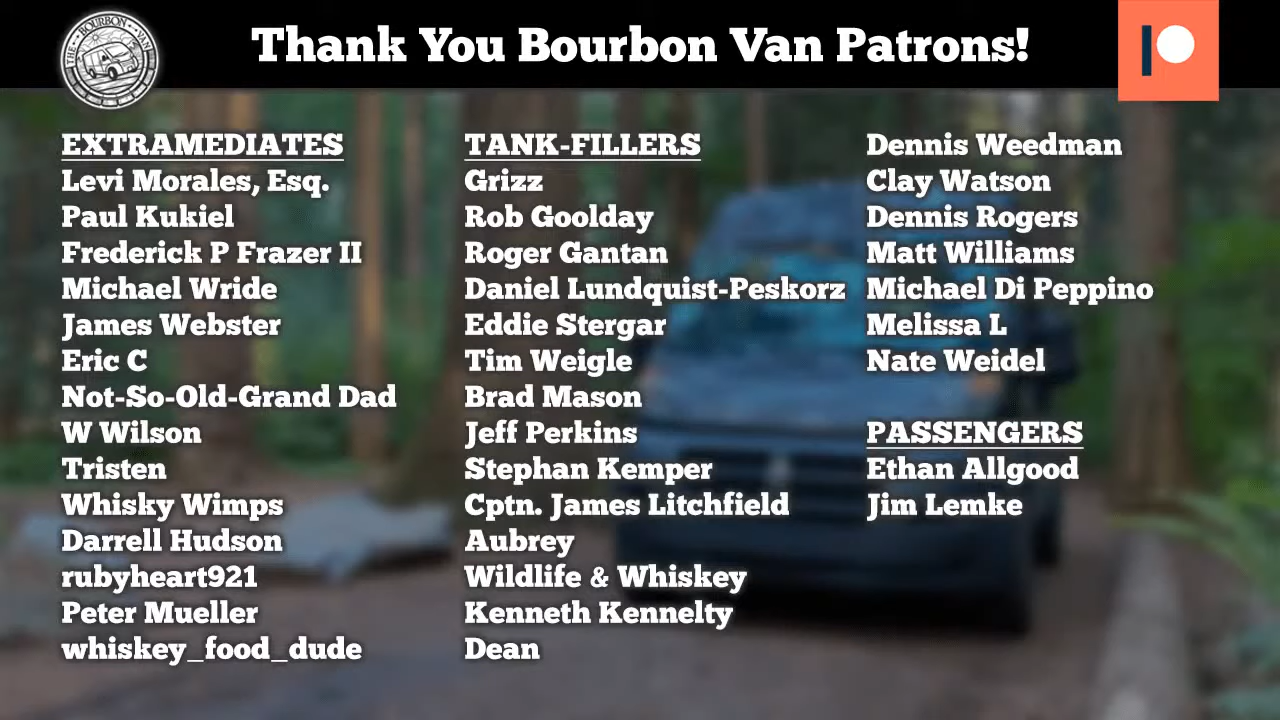 THE BOURBON VAN
Thank You Bourbon Van Patrons!
EXTRAMEDIATES
Levi Morales, Esq.
Paul Kukiel
Frederick P Frazer II
Michael Wride
James Webster
Eric C
Not-So-Old-Grand Dad
W Wilson
Tristen
Whisky Wimps
Darrell Hudson
rubyheart921
Peter Mueller
whiskey_food_dude
TANK-FILLERS
Grizz
Rob Goolday
Roger Gantan
Daniel Lundquist-Peskorz
Eddie Stergar
Tim Weigle
Brad Mason
Jeff Perkins
Stephan Kemper
Cptn. James Litchfield
Aubrey
Wildlife & Whiskey
Kenneth Kennelty
Dean
Dennis Weedman
Clay Watson
Dennis Rogers
Matt Williams
Michael Di Peppino
Melissa L
Nate Weidel
PASSENGERS
Ethan Allgood
Jim Lemke